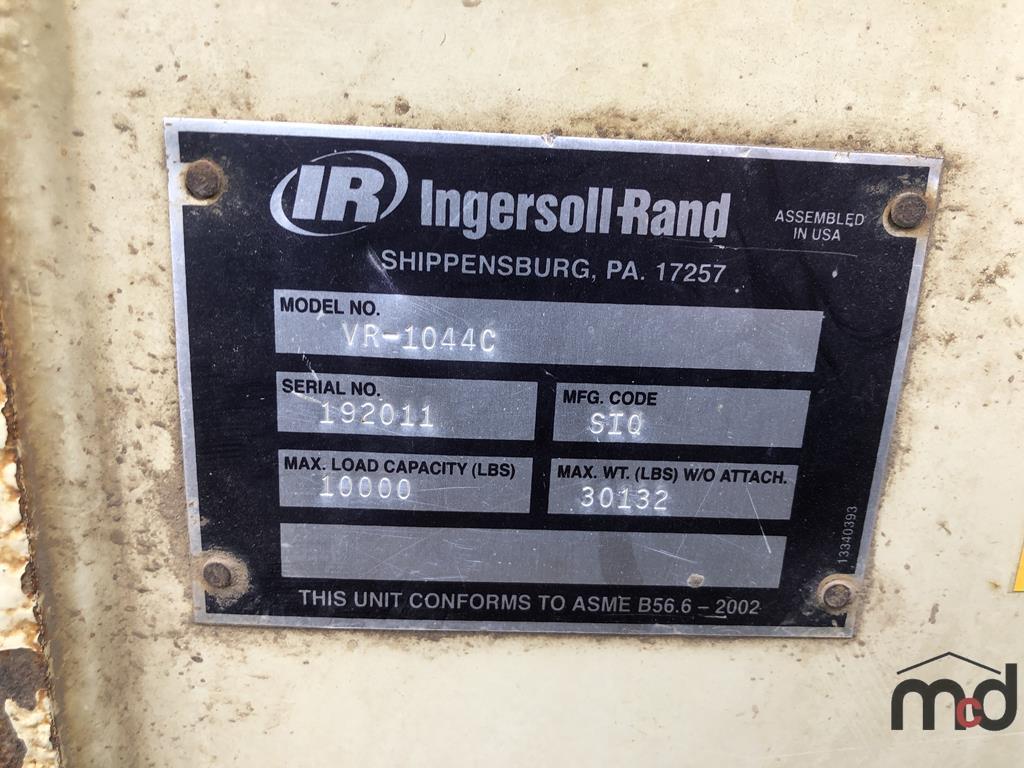 IR Ingersoll-Rand
ASSEMBLED
IN USA
SHIPPENSBURG, PA. 17257
MODEL NO.
VR-1044C
SERIAL NO.
192011
MFG. CODE
SIQ
MAX. LOAD CAPACITY (LBS)
10000
MAX. WT. (LBS) W/O ATTACH.
30132
13340393
THIS UNIT CONFORMS TO ASME B56.6 – 2002
mcd